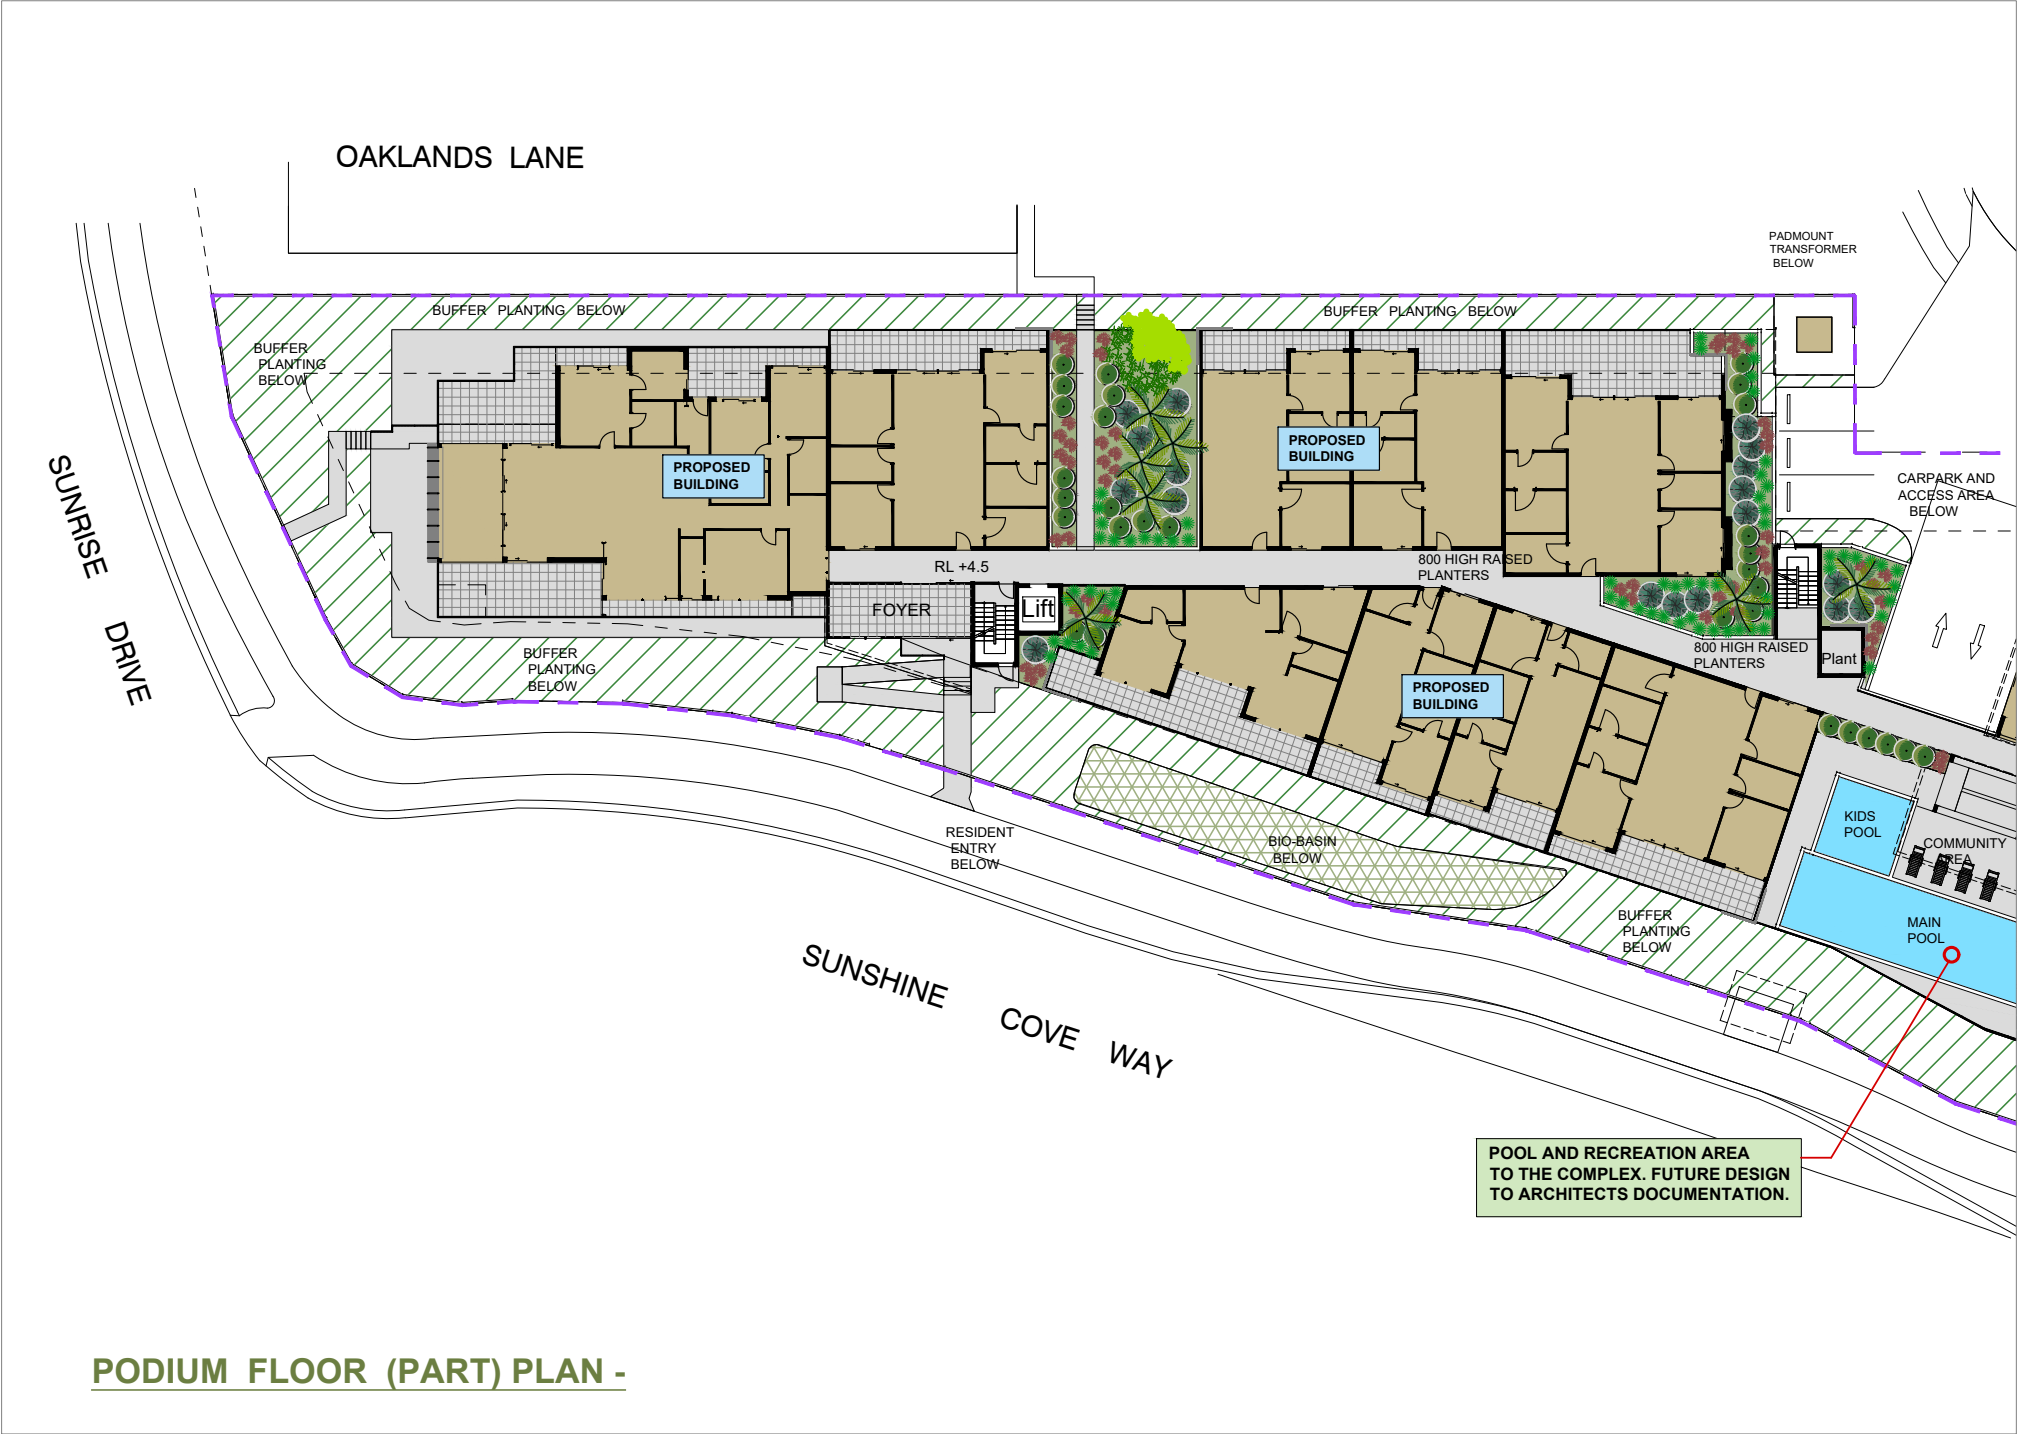 OAKLANDS LANE
PADMOUNT
TRANSFORMER
BELOW
BUFFER PLANTING BELOW
BUFFER PLANTING BELOW
BUFFER
PLANTING
BELOW
PROPOSED
BUILDING
PROPOSED
BUILDING
CARPARK AND
ACCESS AREA
BELOW
SUNRISE DRIVE
RL +4.5
800 HIGH RAISED
PLANTERS
FOYER
Lift
BUFFER
PLANTING
BELOW
800 HIGH RAISED
PLANTERS
Plant
PROPOSED
BUILDING
KIDS
POOL
COMMUNITY
AREA
RESIDENT
ENTRY
BELOW
BIO-BASIN
BELOW
BUFFER
PLANTING
BELOW
MAIN
POOL
SUNSHINE COVE WAY
POOL AND RECREATION AREA
TO THE COMPLEX. FUTURE DESIGN
TO ARCHITECTS DOCUMENTATION.
PODIUM FLOOR (PART) PLAN -